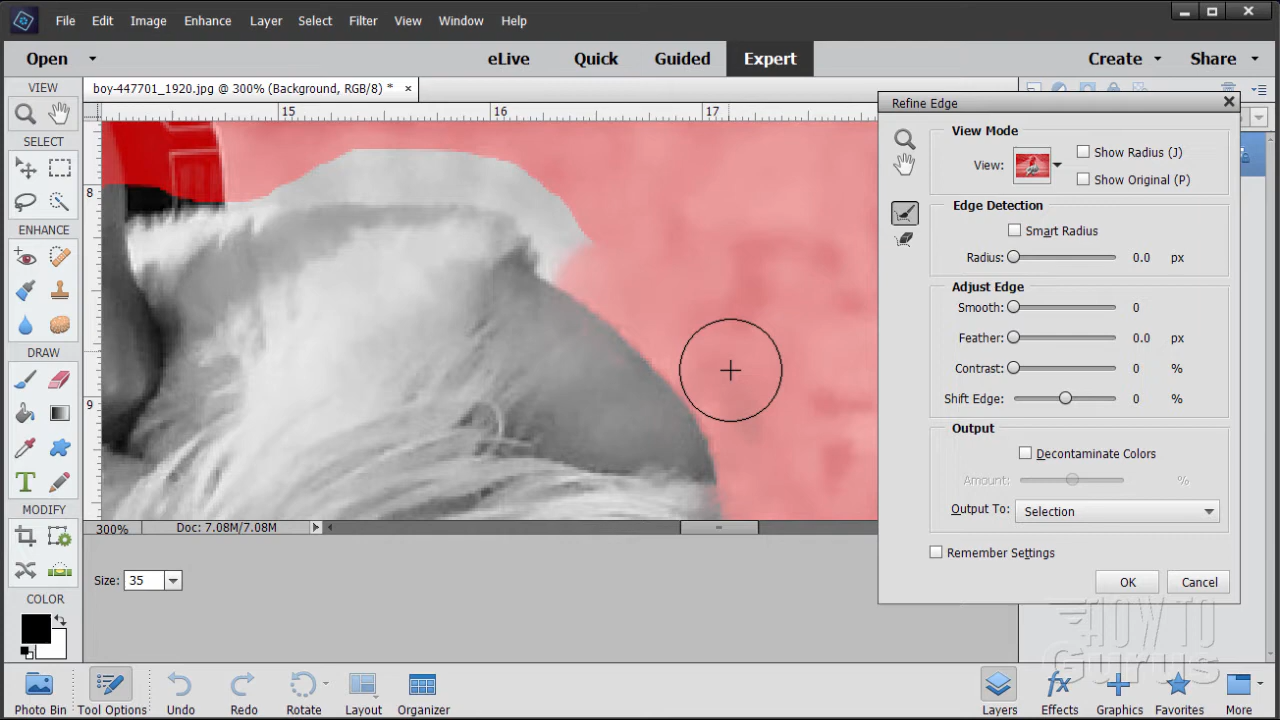 File Edit Image Enhance Layer Select Filter View Window Help
Open eLive Quick Guided Expert Create Share
VIEW
boy-447701_1920.jpg @ 300% (Background, RGB/8) * ×
15 16 17
8
9
SELECT
ENHANCE
DRAW
T
MODIFY
COLOR
Refine Edge
View Mode
View:
Show Radius (J)
Show Original (P)
Edge Detection
Smart Radius
Radius: 0.0 px
Adjust Edge
Smooth: 0
Feather: 0.0 px
Contrast: 0 %
Shift Edge: 0 %
Output
Decontaminate Colors
Amount: %
Output To: Selection
Remember Settings
OK Cancel
300% Doc: 7.08M/7.08M
Size: 35
HOW TO
Gurus
Photo Bin Tool Options Undo Redo Rotate Layout Organizer Layers fx Effects Graphics Favorites More